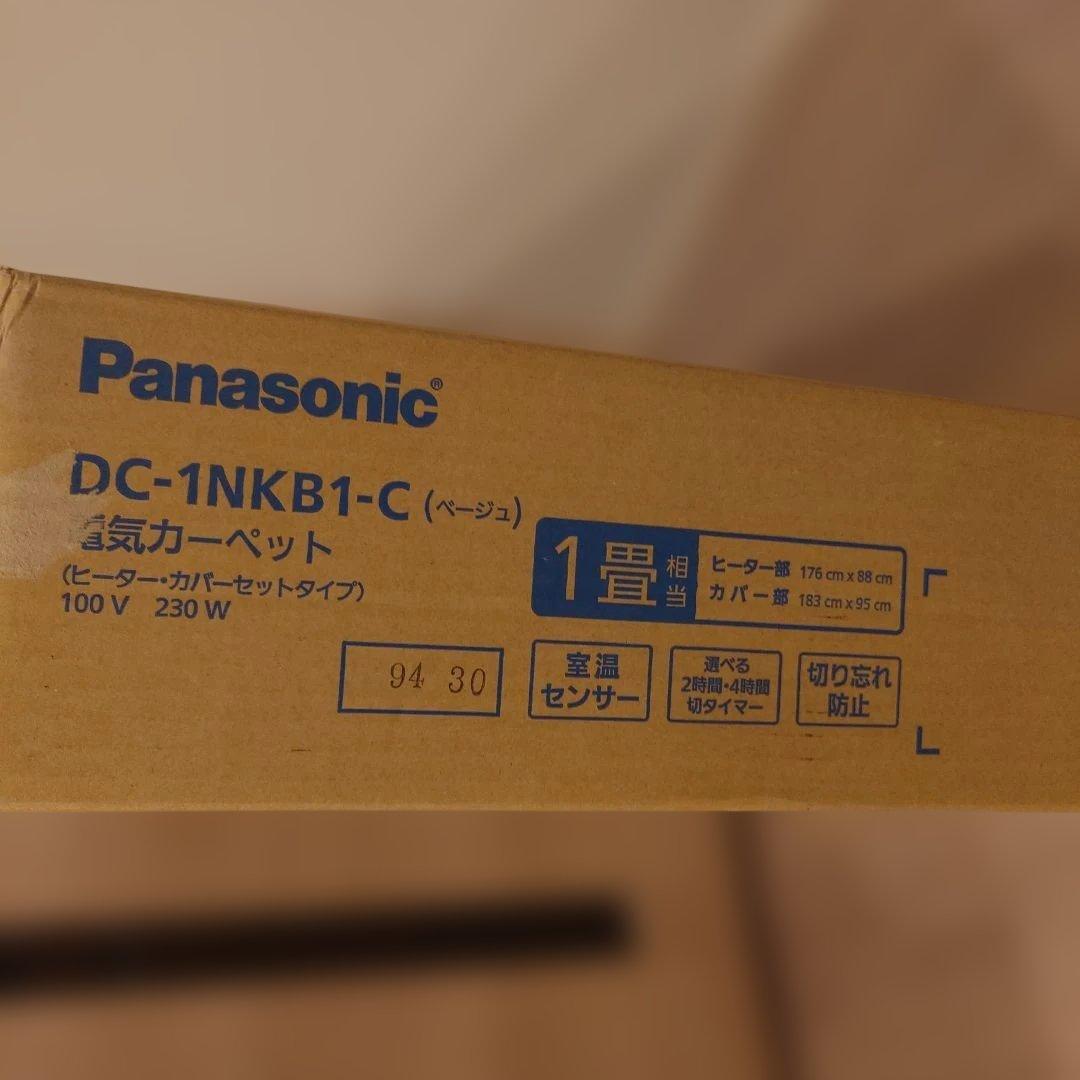 Panasonic®
DC-1NKB1-C (ベージュ)
電気カーペット
(ヒーター・カバーセットタイプ)
100 V 230 W
1畳相当
ヒーター部 176 cm x 88 cm
カバー部 183 cm x 95 cm
94 30
室温
センサー
選べる
2時間・4時間
切タイマー
切り忘れ
防止